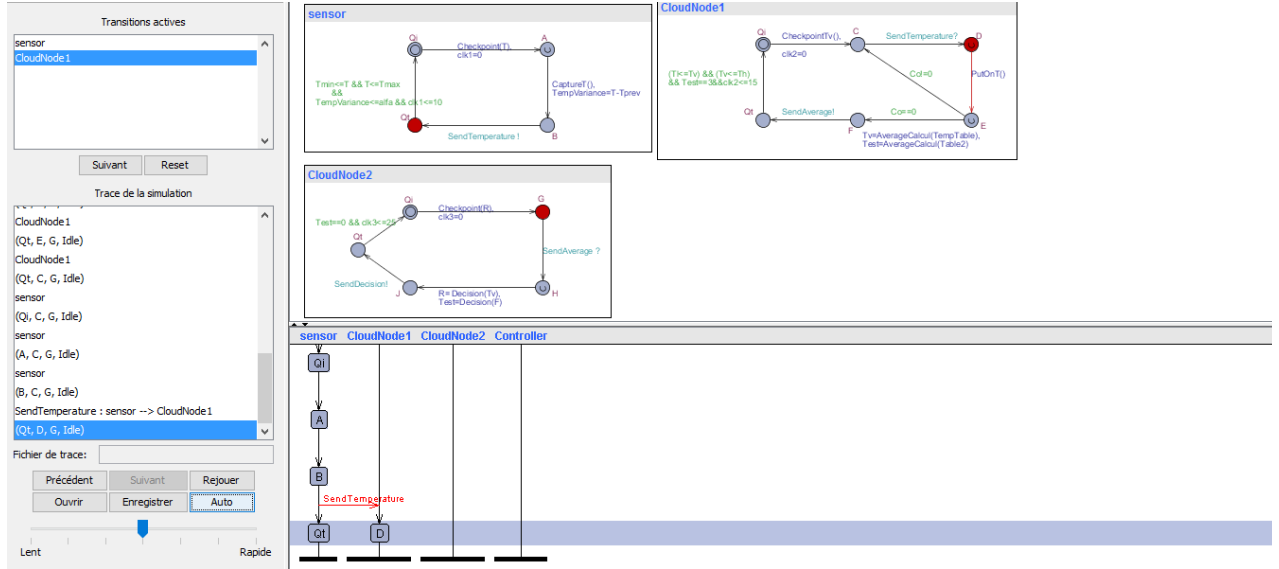 Transitions actives
sensor
CloudNode1
Suivant Reset
Trace de la simulation
CloudNode1
(Qt, E, G, Idle)
CloudNode1
(Qt, C, G, Idle)
sensor
(Qi, C, G, Idle)
sensor
(A, C, G, Idle)
sensor
(B, C, G, Idle)
SendTemperature : sensor --> CloudNode1
(Qt, D, G, Idle)
Fichier de trace:
Précédent Suivant Rejouer
Ouvrir Enregistrer Auto
Lent Rapide
sensor
Qi
Checkpoint(T),
clk1=0
A
Tmin<=T && T<=Tmax
&&
TempVariance<=alfa && clk1<=10
CaptureT(),
TempVariance=T-Tprev
Qt
SendTemperature !
B
CloudNode1
Qi
CheckpointTv(),
clk2=0
C
SendTemperature?
D
(Tl<=Tv) && (Tv<=Th)
&& Test==3&&clk2<=15
Co!=0
PutOnT()
Qt
SendAverage!
F
Co==0
E
Tv=AverageCalcul(TempTable),
Test=AverageCalcul(Table2)
CloudNode2
Qi
Checkpoint(R),
clk3=0
G
Test==0 && clk3<=25
Qt
SendAverage ?
SendDecision!
J
R= Decision(Tv),
Test=Decision(F)
H
sensor CloudNode1 CloudNode2 Controller
Qi
A
B
SendTemperature
Qt D